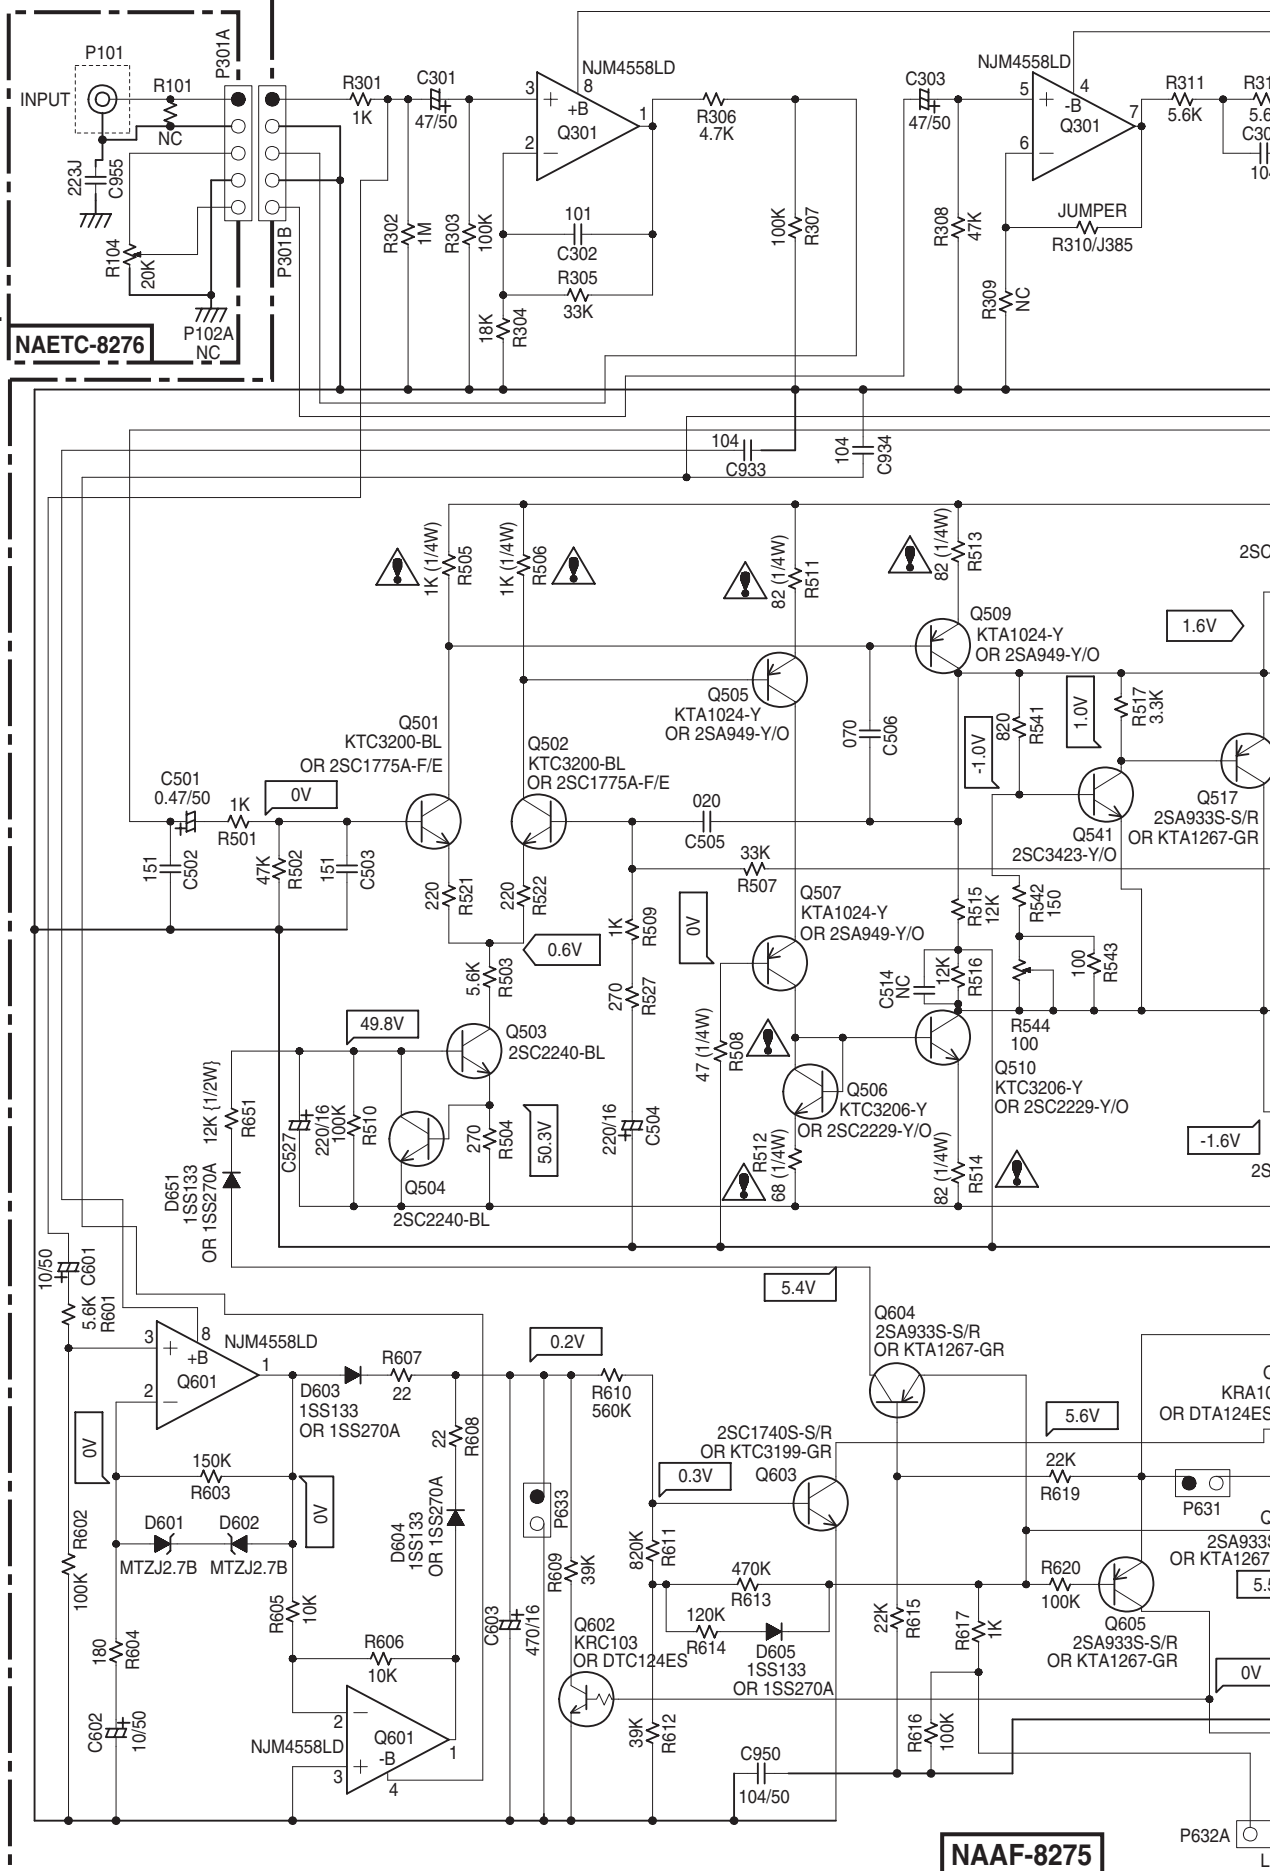 P101
INPUT
R101
NC
223J
C955
R104
20K
P301A
P301B
P102A
NC
NAETC-8276
R301
1K
C301
47/50
R302
1M
R303
100K
3
2
8
+B
Q301
1
NJM4558LD
101
C302
R305
33K
18K
R304
R306
4.7K
100K
R307
C303
47/50
R308
47K
NJM4558LD
5
6
4
-B
Q301
7
JUMPER
R310/J385
R309
NC
R311
5.6K
104
C933
104
C934
1K (1/4W)
R505
1K (1/4W)
R506
82 (1/4W)
R511
82 (1/4W)
R513
Q509
KTA1024-Y
OR 2SA949-Y/O
1.6V
Q505
KTA1024-Y
OR 2SA949-Y/O
070
C506
-1.0V
820
R541
1.0V
R517
3.3K
Q501
KTC3200-BL
OR 2SC1775A-F/E
Q502
KTC3200-BL
OR 2SC1775A-F/E
C501
0.47/50
1K
R501
0V
151
C502
47K
R502
151
C503
020
C505
33K
R507
Q541
2SC3423-Y/O
Q517
2SA933S-S/R
OR KTA1267-GR
220
R521
220
R522
0.6V
1K
R509
270
R527
0V
Q507
KTA1024-Y
OR 2SA949-Y/O
R515
12K
R542
150
C514
NC
12K
R516
100
R543
R544
100
5.6K
R503
49.8V
Q503
2SC2240-BL
47 (1/4W)
R508
Q506
KTC3206-Y
OR 2SC2229-Y/O
Q510
KTC3206-Y
OR 2SC2229-Y/O
12K {1/2W}
R651
C527
220/16
100K
R510
270
R504
50.3V
Q504
2SC2240-BL
220/16
C504
R512
68 (1/4W)
82 (1/4W)
R514
-1.6V
D651
1SS133
OR 1SS270A
10/50
C601
5.6K
R601
3
2
8
+B
Q601
1
NJM4558LD
D603
1SS133
OR 1SS270A
R607
22
0.2V
R610
560K
5.4V
Q604
2SA933S-S/R
OR KTA1267-GR
OR DTA124ES
0V
150K
R603
0V
D601
MTZJ2.7B
D602
MTZJ2.7B
22
R608
D604
1SS133
OR 1SS270A
P633
2SC1740S-S/R
OR KTC3199-GR
Q603
0.3V
5.6V
22K
R619
P631
R602
100K
R605
10K
R606
10K
180
R604
C602
10/50
NJM4558LD
2
3
Q601
-B
4
1
C603
470/16
R609
39K
Q602
KRC103
OR DTC124ES
820K
R611
470K
R613
120K
R614
D605
1SS133
OR 1SS270A
39K
R612
C950
104/50
22K
R615
R617
1K
R616
100K
R620
100K
Q605
2SA933S-S/R
OR KTA1267-GR
0V
NAAF-8275
P632A